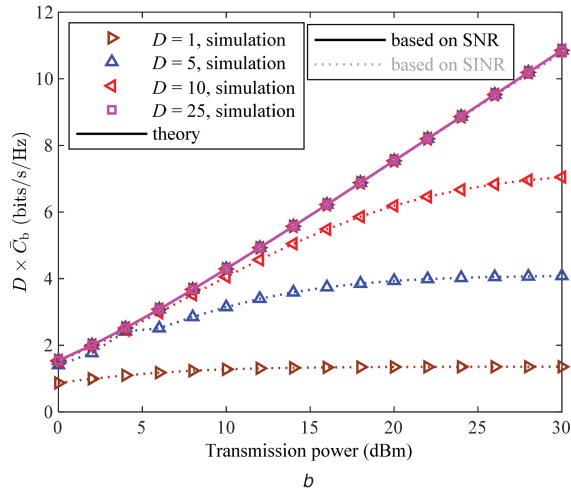 12
10
8
6
4
2
0
D × C̄b (bits/s/Hz)
D = 1, simulation
D = 5, simulation
D = 10, simulation
D = 25, simulation
theory
based on SNR
based on SINR
0 5 10 15 20 25 30
Transmission power (dBm)
b